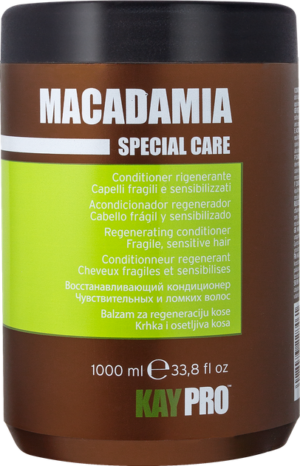 MACADAMIA
SPECIAL CARE
Conditioner rigenerante
Capelli fragili e sensibilizzati
Acondicionador regenerador
Cabello frágil y sensibilizado
Regenerating conditioner
Fragile, sensitive hair
Conditionneur regenerant
Cheveux fragiles et sensibilises
Восстанавливающий кондиционер
Чувствительных и ломких волос
Balzam za regeneraciju kose
Krhka i osetljiva kosa
1000 ml ℮ 33,8 fl oz
KAYPRO™